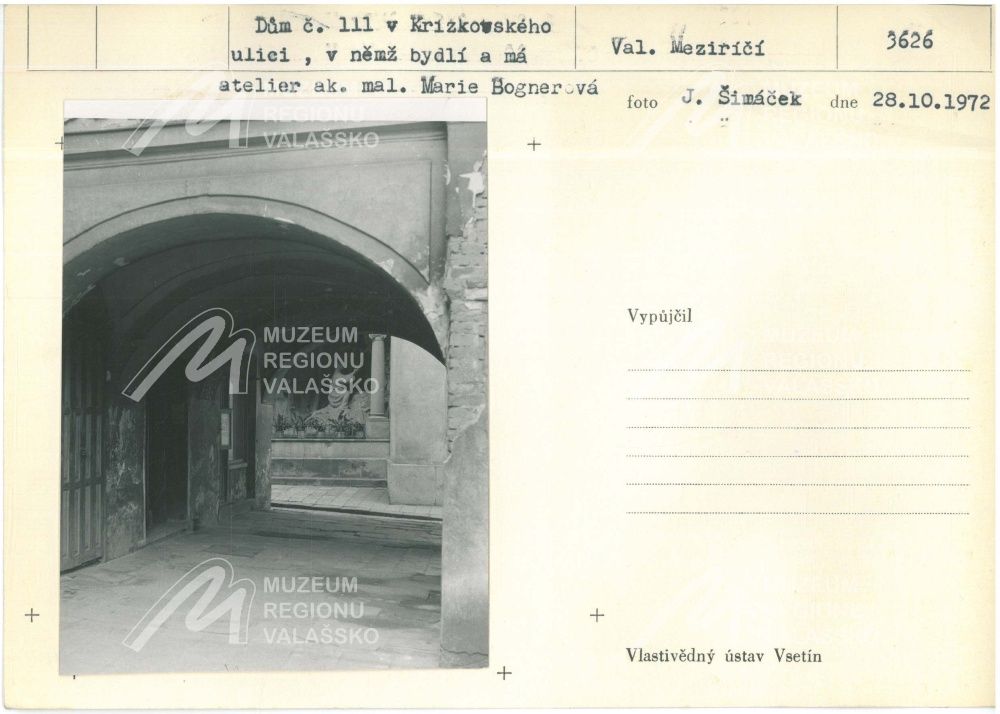 Dům č. 111 v Krizkovského
ulici , v němž bydlí a má
atelier ak. mal. Marie Bognerová
Val. Meziríčí
3626
foto J. Šimáček dne 28.10.1972
MUZEUM
REGIONU
VALAŠSKO
MUZEUM
REGIONU
VALAŠSKO
MUZEUM
REGIONU
VALAŠSKO
Vypůjčil
Vlastivědný ústav Vsetín